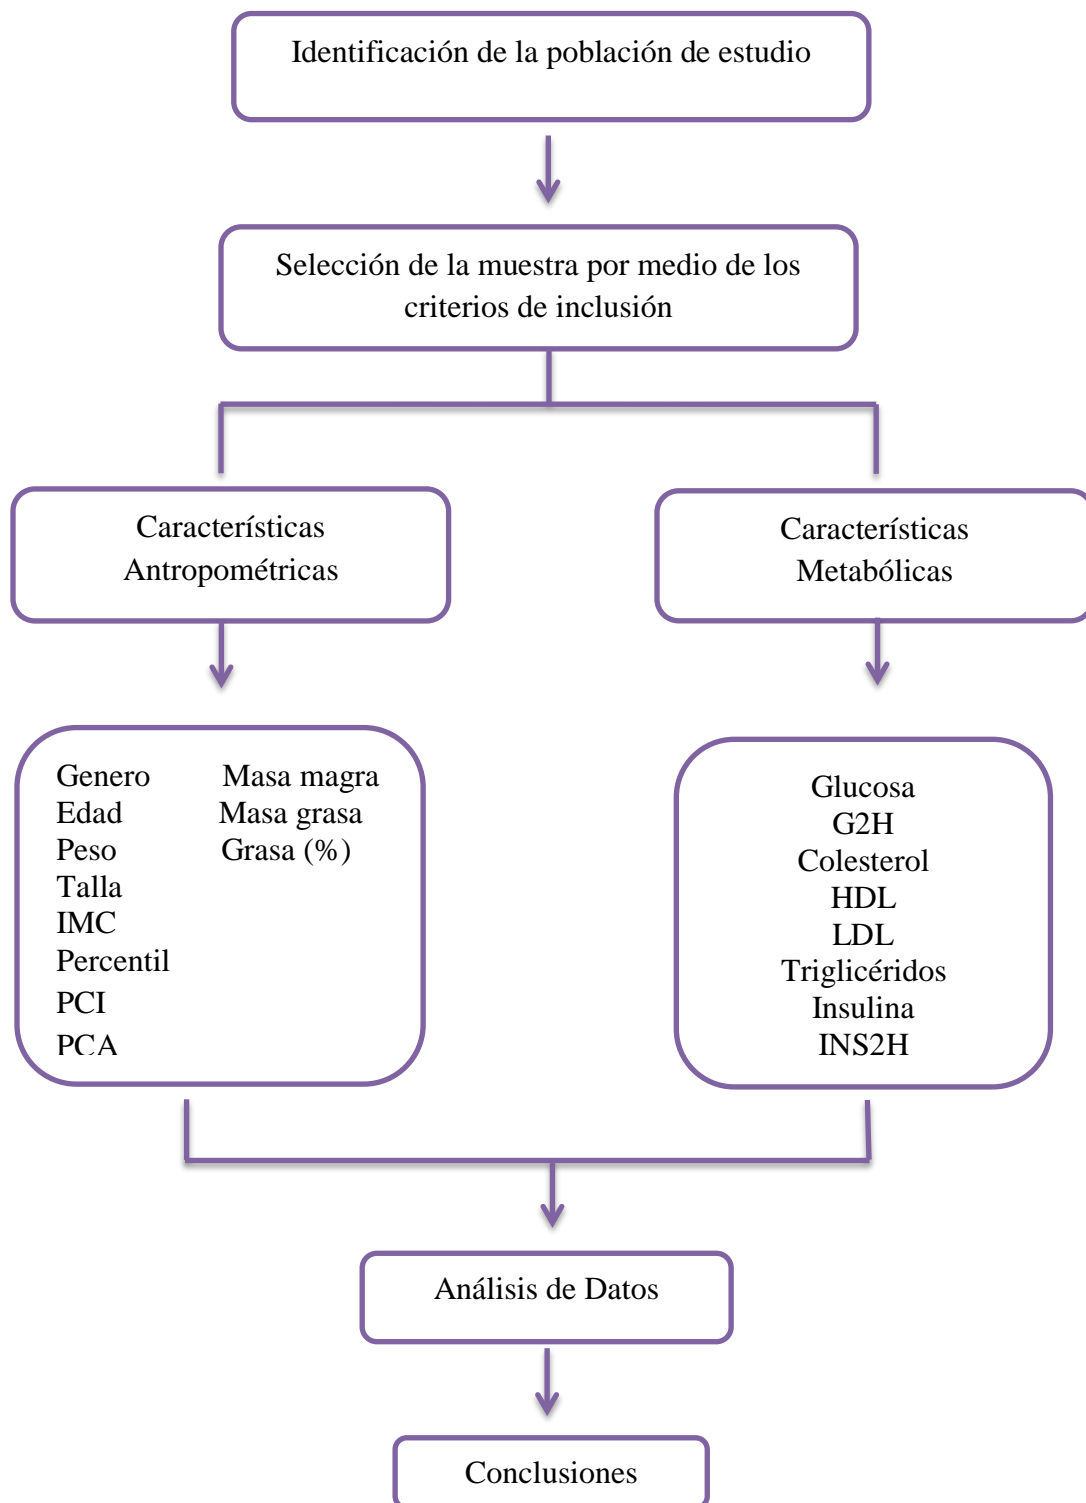 Identificación de la población de estudio
Selección de la muestra por medio de los
criterios de inclusión
Característícas
Antropométricas
Característícas
Metabólicas
Genero Masa magra
Edad Masa grasa
Peso Grasa (%)
Talla
IMC
Percentil
PCI
PCA
Glucosa
G2H
Colesterol
HDL
LDL
Triglicéridos
Insulina
INS2H
Análisis de Datos
Conclusiones